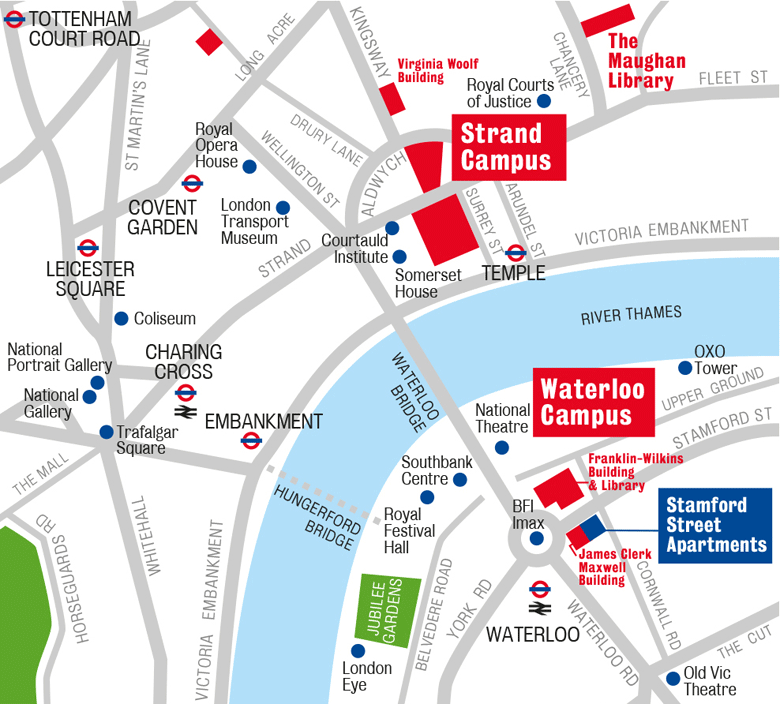 TOTTENHAM
COURT ROAD
ST MARTIN'S LANE
LONG ACRE
KINGSWAY
Virginia Woolf
Building
CHANCERY
LANE
The
Maughan
Library
FLEET ST
Royal Courts
of Justice
Royal
Opera
House
DRURY LANE
WELLINGTON ST
Strand
Campus
ALDWYCH
COVENT
GARDEN
London
Transport
Museum
SURREY ST
ARUNDEL ST
VICTORIA EMBANKMENT
Courtauld
Institute
STRAND
Somerset
House
TEMPLE
LEICESTER
SQUARE
RIVER THAMES
Coliseum
National
Portrait Gallery
CHARING
CROSS
WATERLOO
BRIDGE
OXO
Tower
National
Gallery
Waterloo
Campus
UPPER GROUND
National
Theatre
EMBANKMENT
Trafalgar
Square
STAMFORD ST
THE MALL
Southbank
Centre
Franklin-Wilkins
Building
& Library
HUNGERFORD
BRIDGE
Royal
Festival
Hall
BFI
Imax
Stamford
Street
Apartments
HORSEGUARDS RD
WHITEHALL
VICTORIA EMBANKMENT
JUBILEE
GARDENS
BELVEDERE ROAD
YORK RD
James Clerk
Maxwell
Building
CORNWALL RD
WATERLOO
WATERLOO RD
THE CUT
London
Eye
Old Vic
Theatre